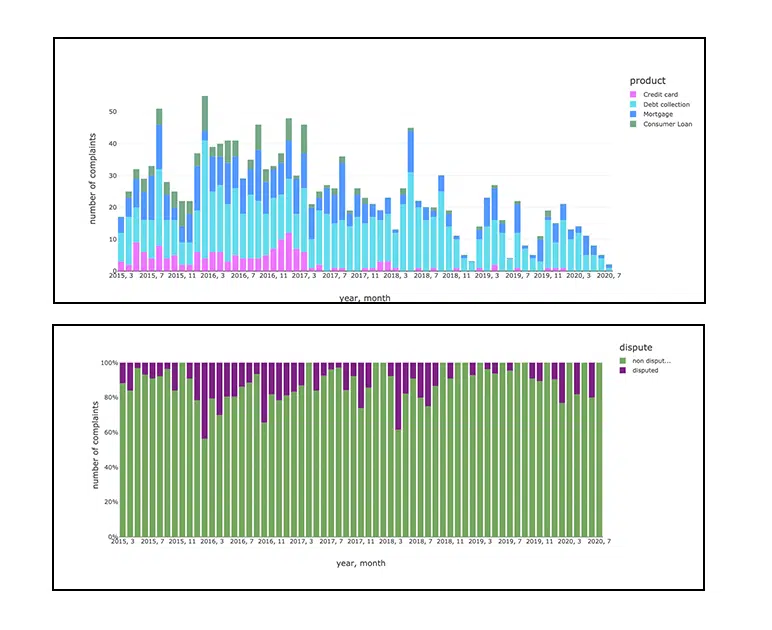 product
Credit card
Debt collection
Mortgage
Consumer Loan
number of complaints
50
40
30
20
10
0
2015, 3 2015, 7 2015, 11 2016, 3 2016, 7 2016, 11 2017, 3 2017, 7 2017, 11 2018, 3 2018, 7 2018, 11 2019, 3 2019, 7 2019, 11 2020, 3 2020, 7
year, month
dispute
non disput...
disputed
number of complaints
100%
80%
60%
40%
20%
0%
2015, 3 2015, 7 2015, 11 2016, 3 2016, 7 2016, 11 2017, 3 2017, 7 2017, 11 2018, 3 2018, 7 2018, 11 2019, 3 2019, 7 2019, 11 2020, 3 2020, 7
year, month